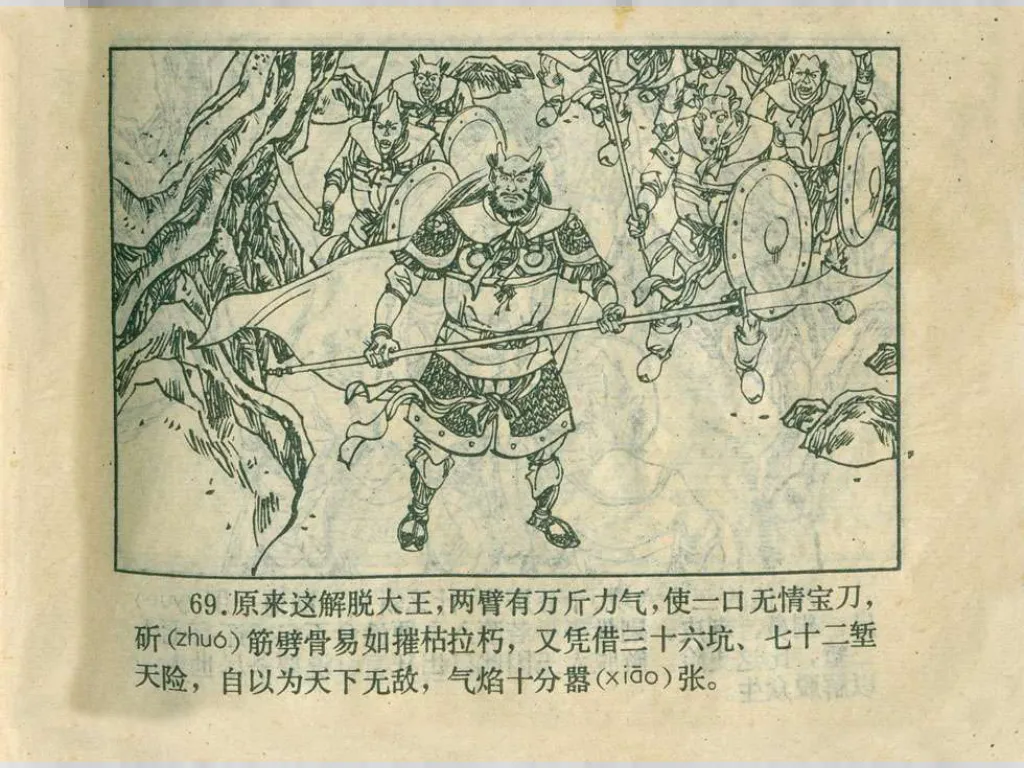 69.原来这解脱大王，两臂有万斤力气，使一口无情宝刀，
斫(zhuó)筋劈骨易如摧枯拉朽，又凭借三十六坑、七十二堑
天险，自以为天下无敌，气焰十分嚣(xiāo)张。